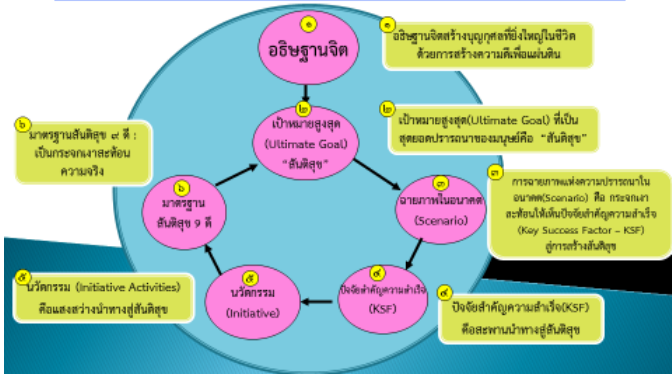 ๑
อธิษฐานจิต
๑
อธิษฐานจิตสร้างบุญกุศลที่ยิ่งใหญ่ในชีวิต
ด้วยการสร้างความดีเพื่อแผ่นดิน
๒
เป้าหมายสูงสุด
(Ultimate Goal)
"สันติสุข"
๒
เป้าหมายสูงสุด(Ultimate Goal) ที่เป็น
สุดยอดปรารถนาของมนุษย์คือ "สันติสุข"
๓
ฉายภาพในอนาคต
(Scenario)
๓
การฉายภาพแห่งความปรารถนาใน
อนาคต(Scenario) คือ กระจกเงา
สะท้อนให้เห็นปัจจัยสำคัญความสำเร็จ
(Key Success Factor – KSF)
สู่การสร้างสันติสุข
๔
ปัจจัยสำคัญความสำเร็จ
(KSF)
๔
ปัจจัยสำคัญความสำเร็จ(KSF)
คือสะพานนำทางสู่สันติสุข
๕
นวัตกรรม
(Initiative)
๕
นวัตกรรม (Initiative Activities)
คือแสงสว่างนำทางสู่สันติสุข
๖
มาตรฐาน
สันติสุข 9 ดี
๖
มาตรฐานสันติสุข ๙ ดี :
เป็นกระจกเงาสะท้อน
ความจริง